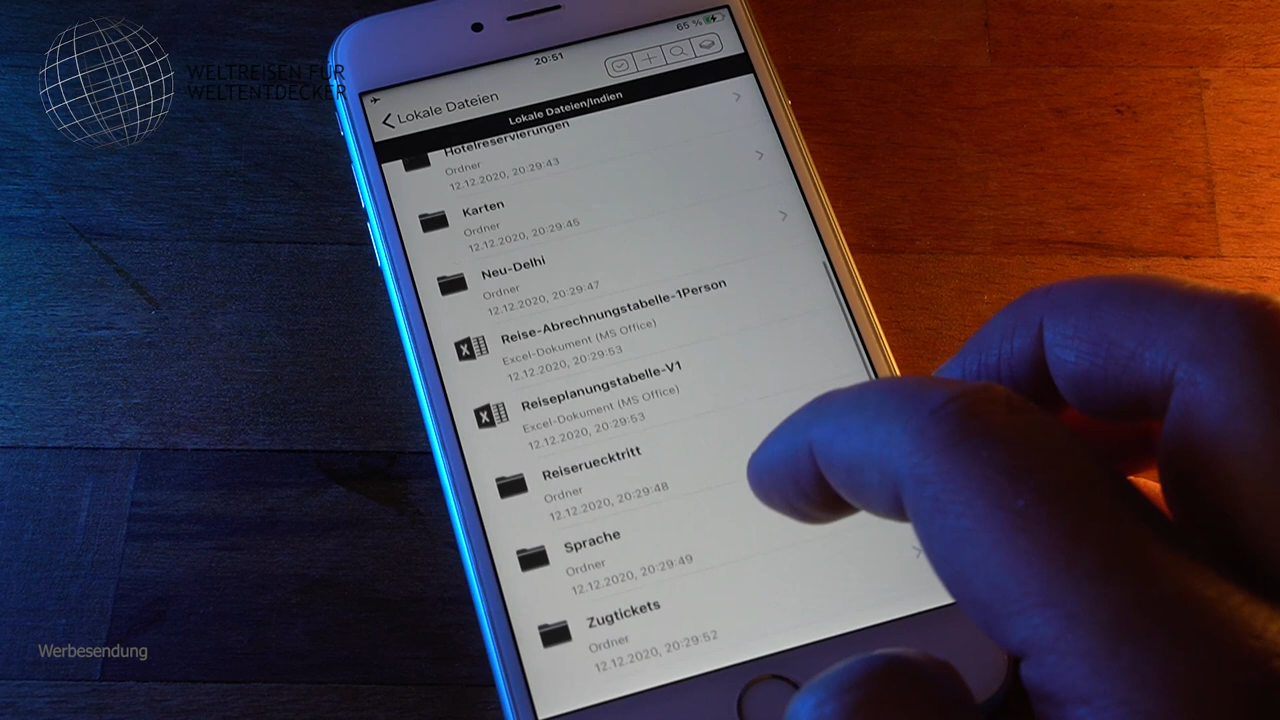 WELTREISEN FÜR
WELTENTDECKER
20:51
65 %
Lokale Dateien
Lokale Dateien/Indien
Hotelreservierungen
Ordner
12.12.2020, 20:29:43
Karten
Ordner
12.12.2020, 20:29:45
Neu-Delhi
Ordner
12.12.2020, 20:29:47
Reise-Abrechnungstabelle-1Person
Excel-Dokument (MS Office)
12.12.2020, 20:29:53
Reiseplanungstabelle-V1
Excel-Dokument (MS Office)
12.12.2020, 20:29:53
Reiseruecktritt
Ordner
12.12.2020, 20:29:48
Sprache
Ordner
12.12.2020, 20:29:49
Zugtickets
Ordner
12.12.2020, 20:29:52
Werbesendung